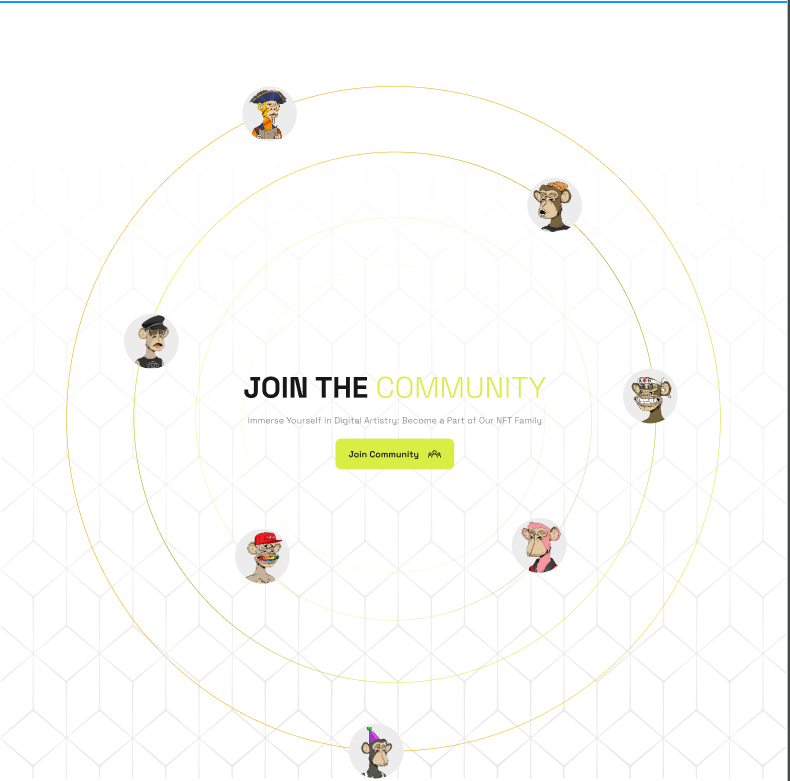 JOIN THE COMMUNITY
Immerse Yourself in Digital Artistry: Become a Part of Our NFT Family
Join Community